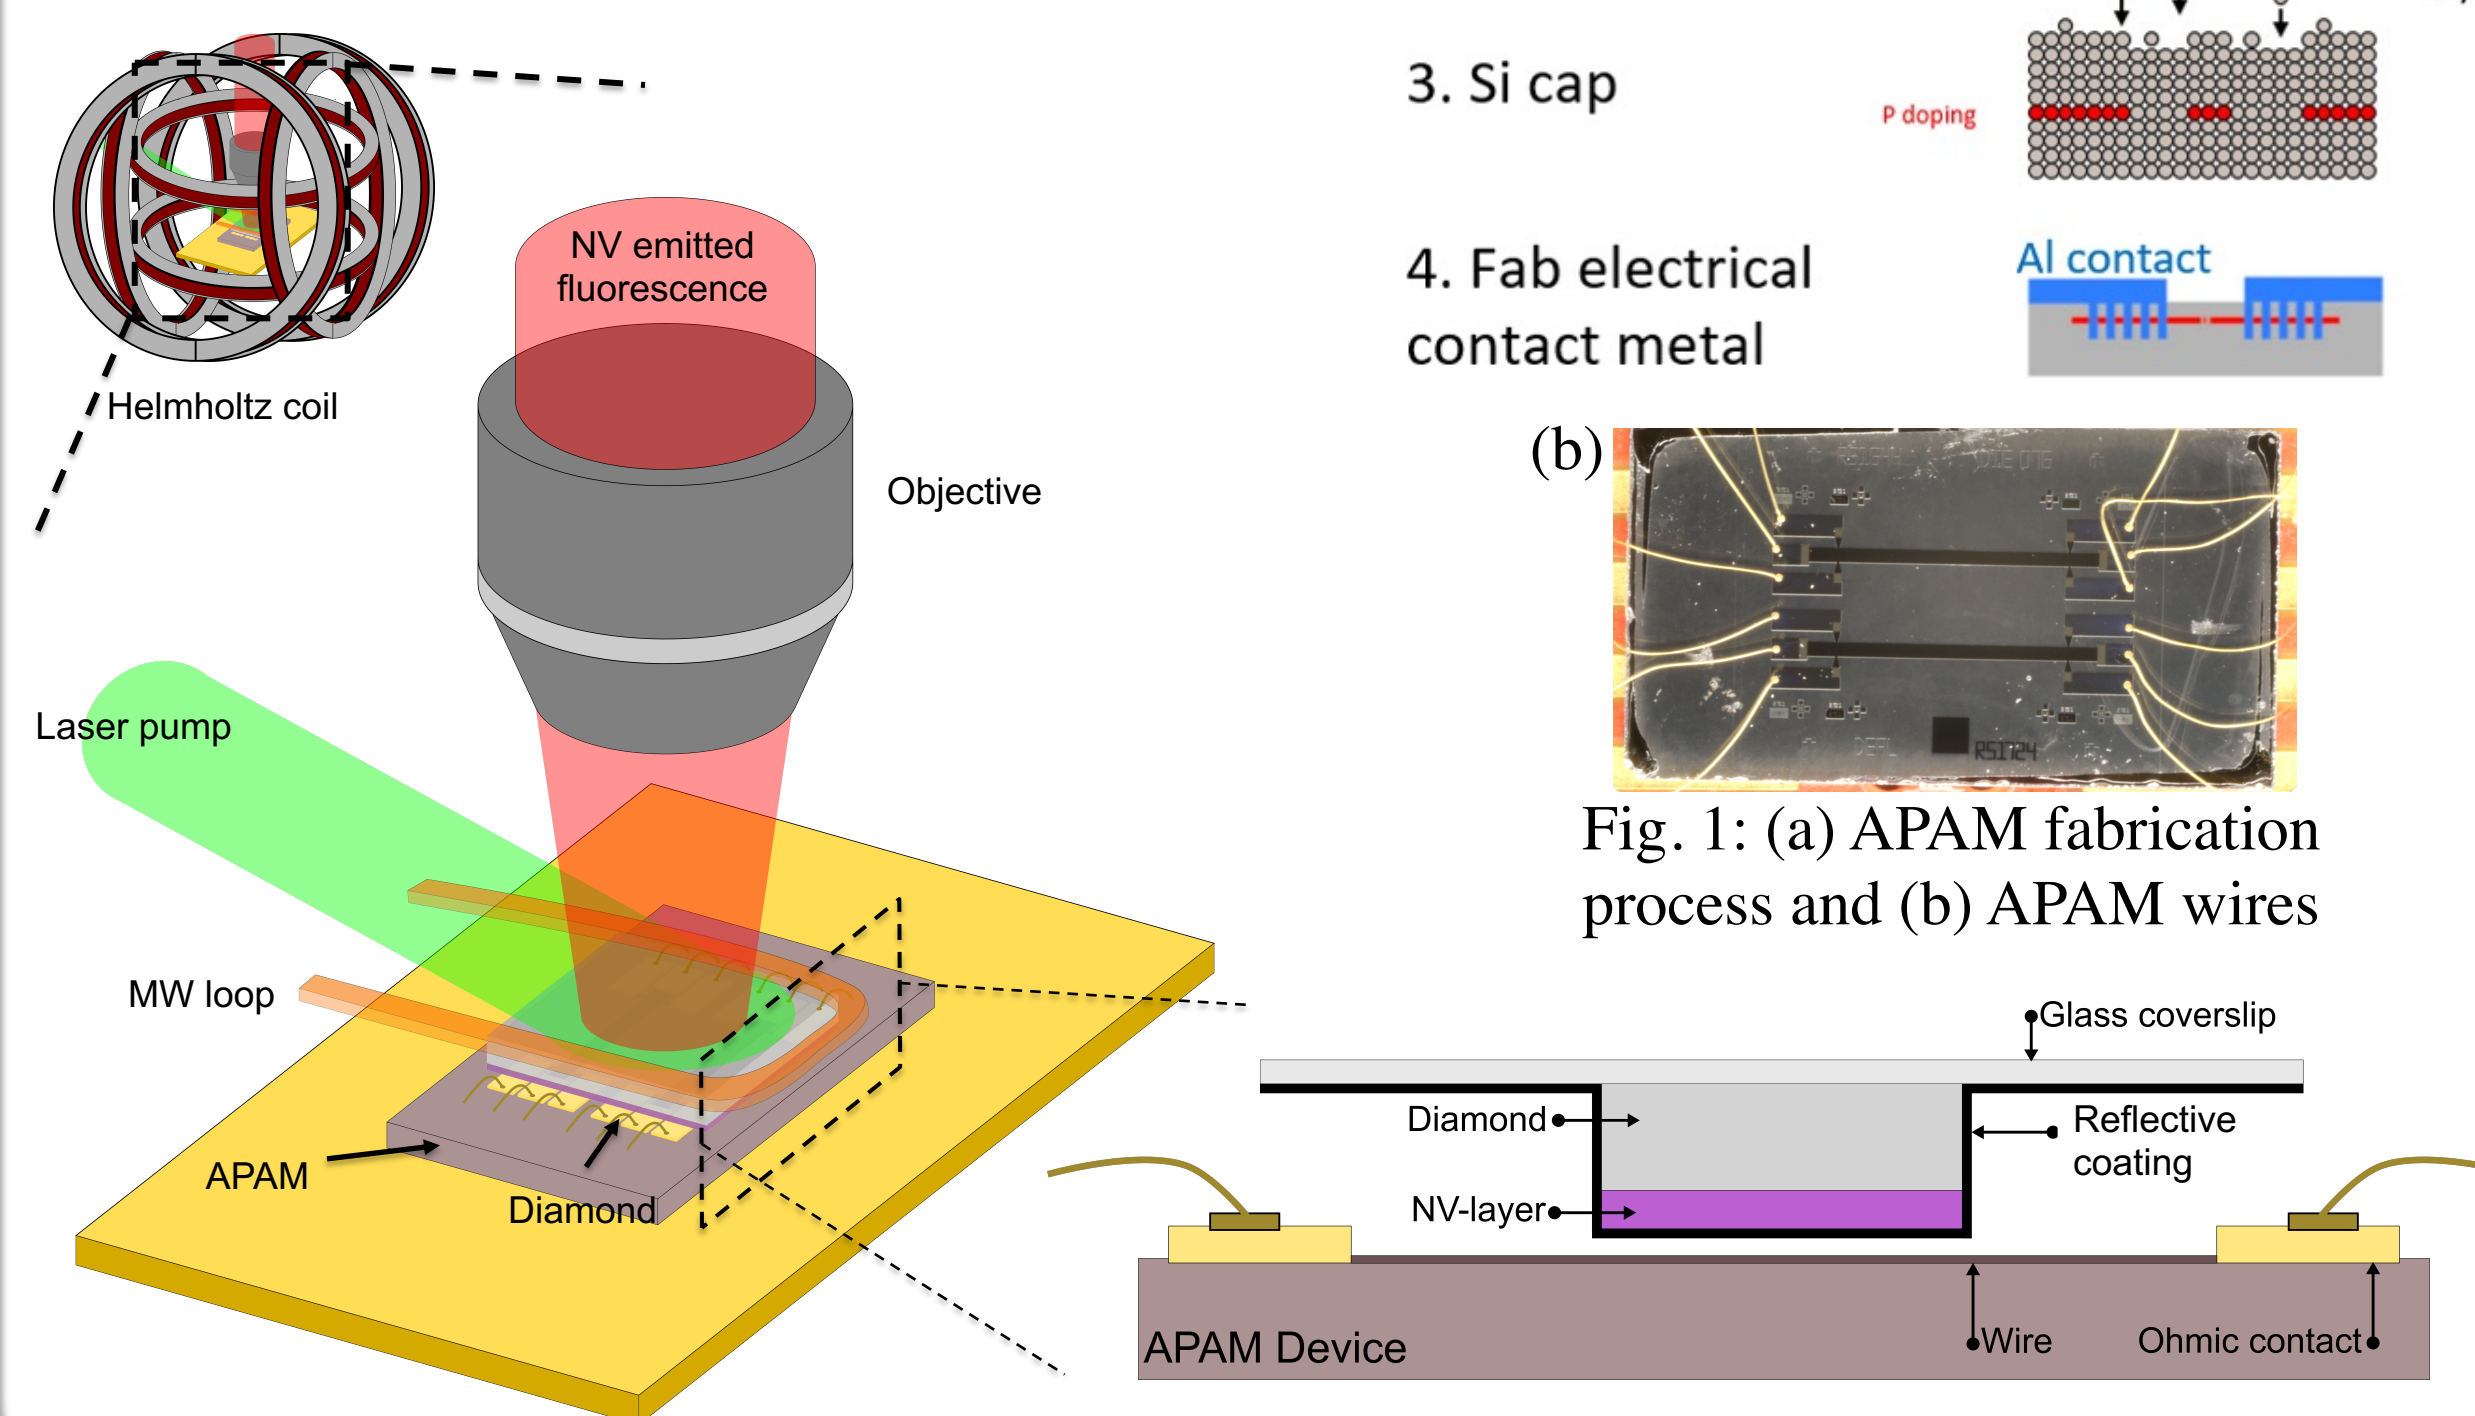 3. Si cap
P doping
4. Fab electrical
contact metal
Al contact
(b)
RS1724
Fig. 1: (a) APAM fabrication
process and (b) APAM wires
Helmholtz coil
NV emitted
fluorescence
Objective
Laser pump
MW loop
APAM
Diamond
Glass coverslip
Diamond
Reflective
coating
NV-layer
Wire
Ohmic contact
APAM Device